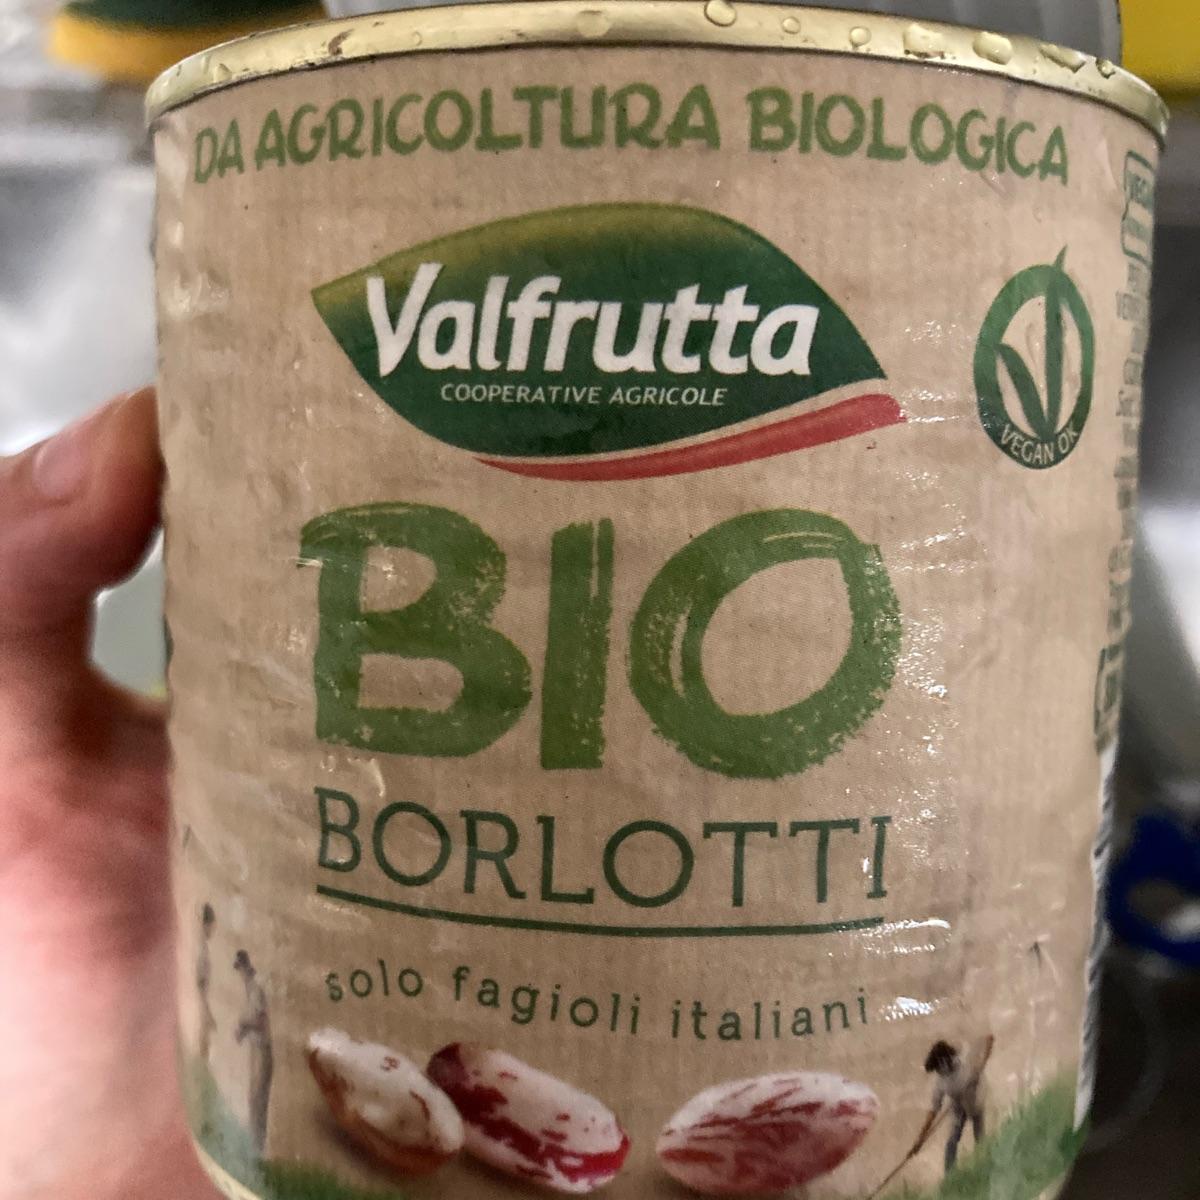 DA AGRICOLTURA BIOLOGICA
Valfrutta
COOPERATIVE AGRICOLE
VEGAN OK
BIO
BORLOTTI
solo fagioli italiani